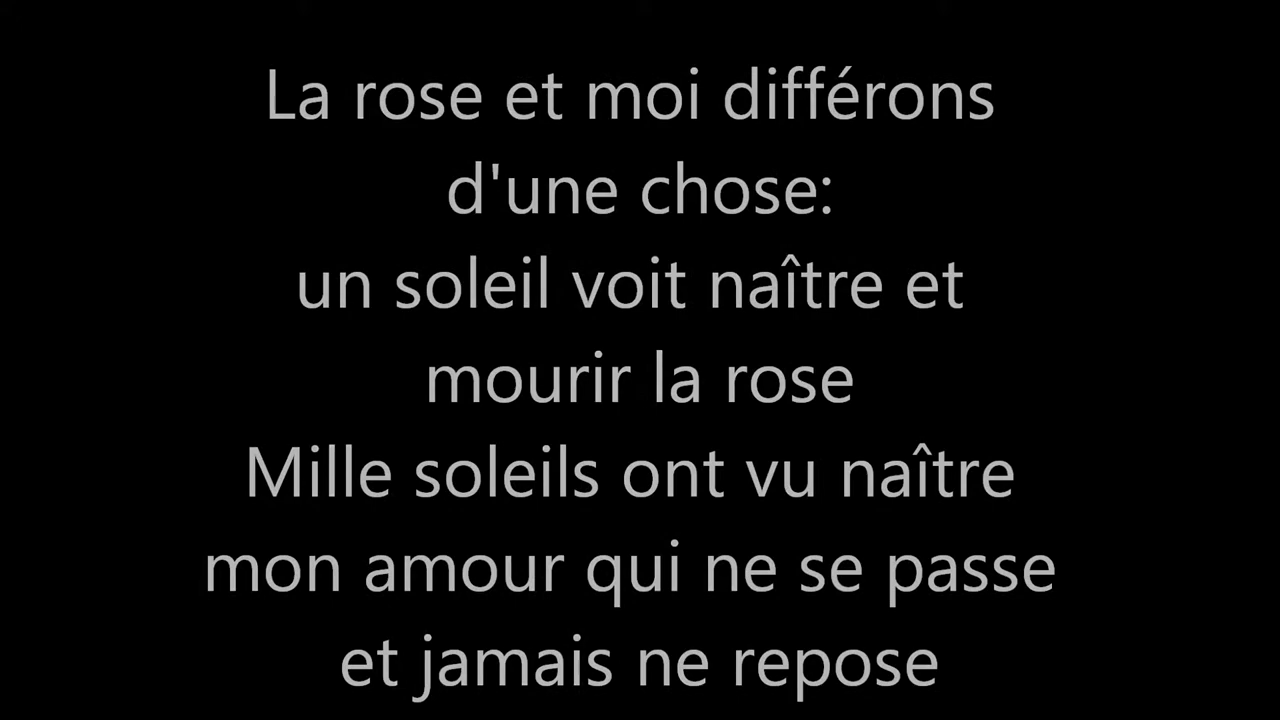 La rose et moi différons
d'une chose:
un soleil voit naître et
mourir la rose
Mille soleils ont vu naître
mon amour qui ne se passe
et jamais ne repose